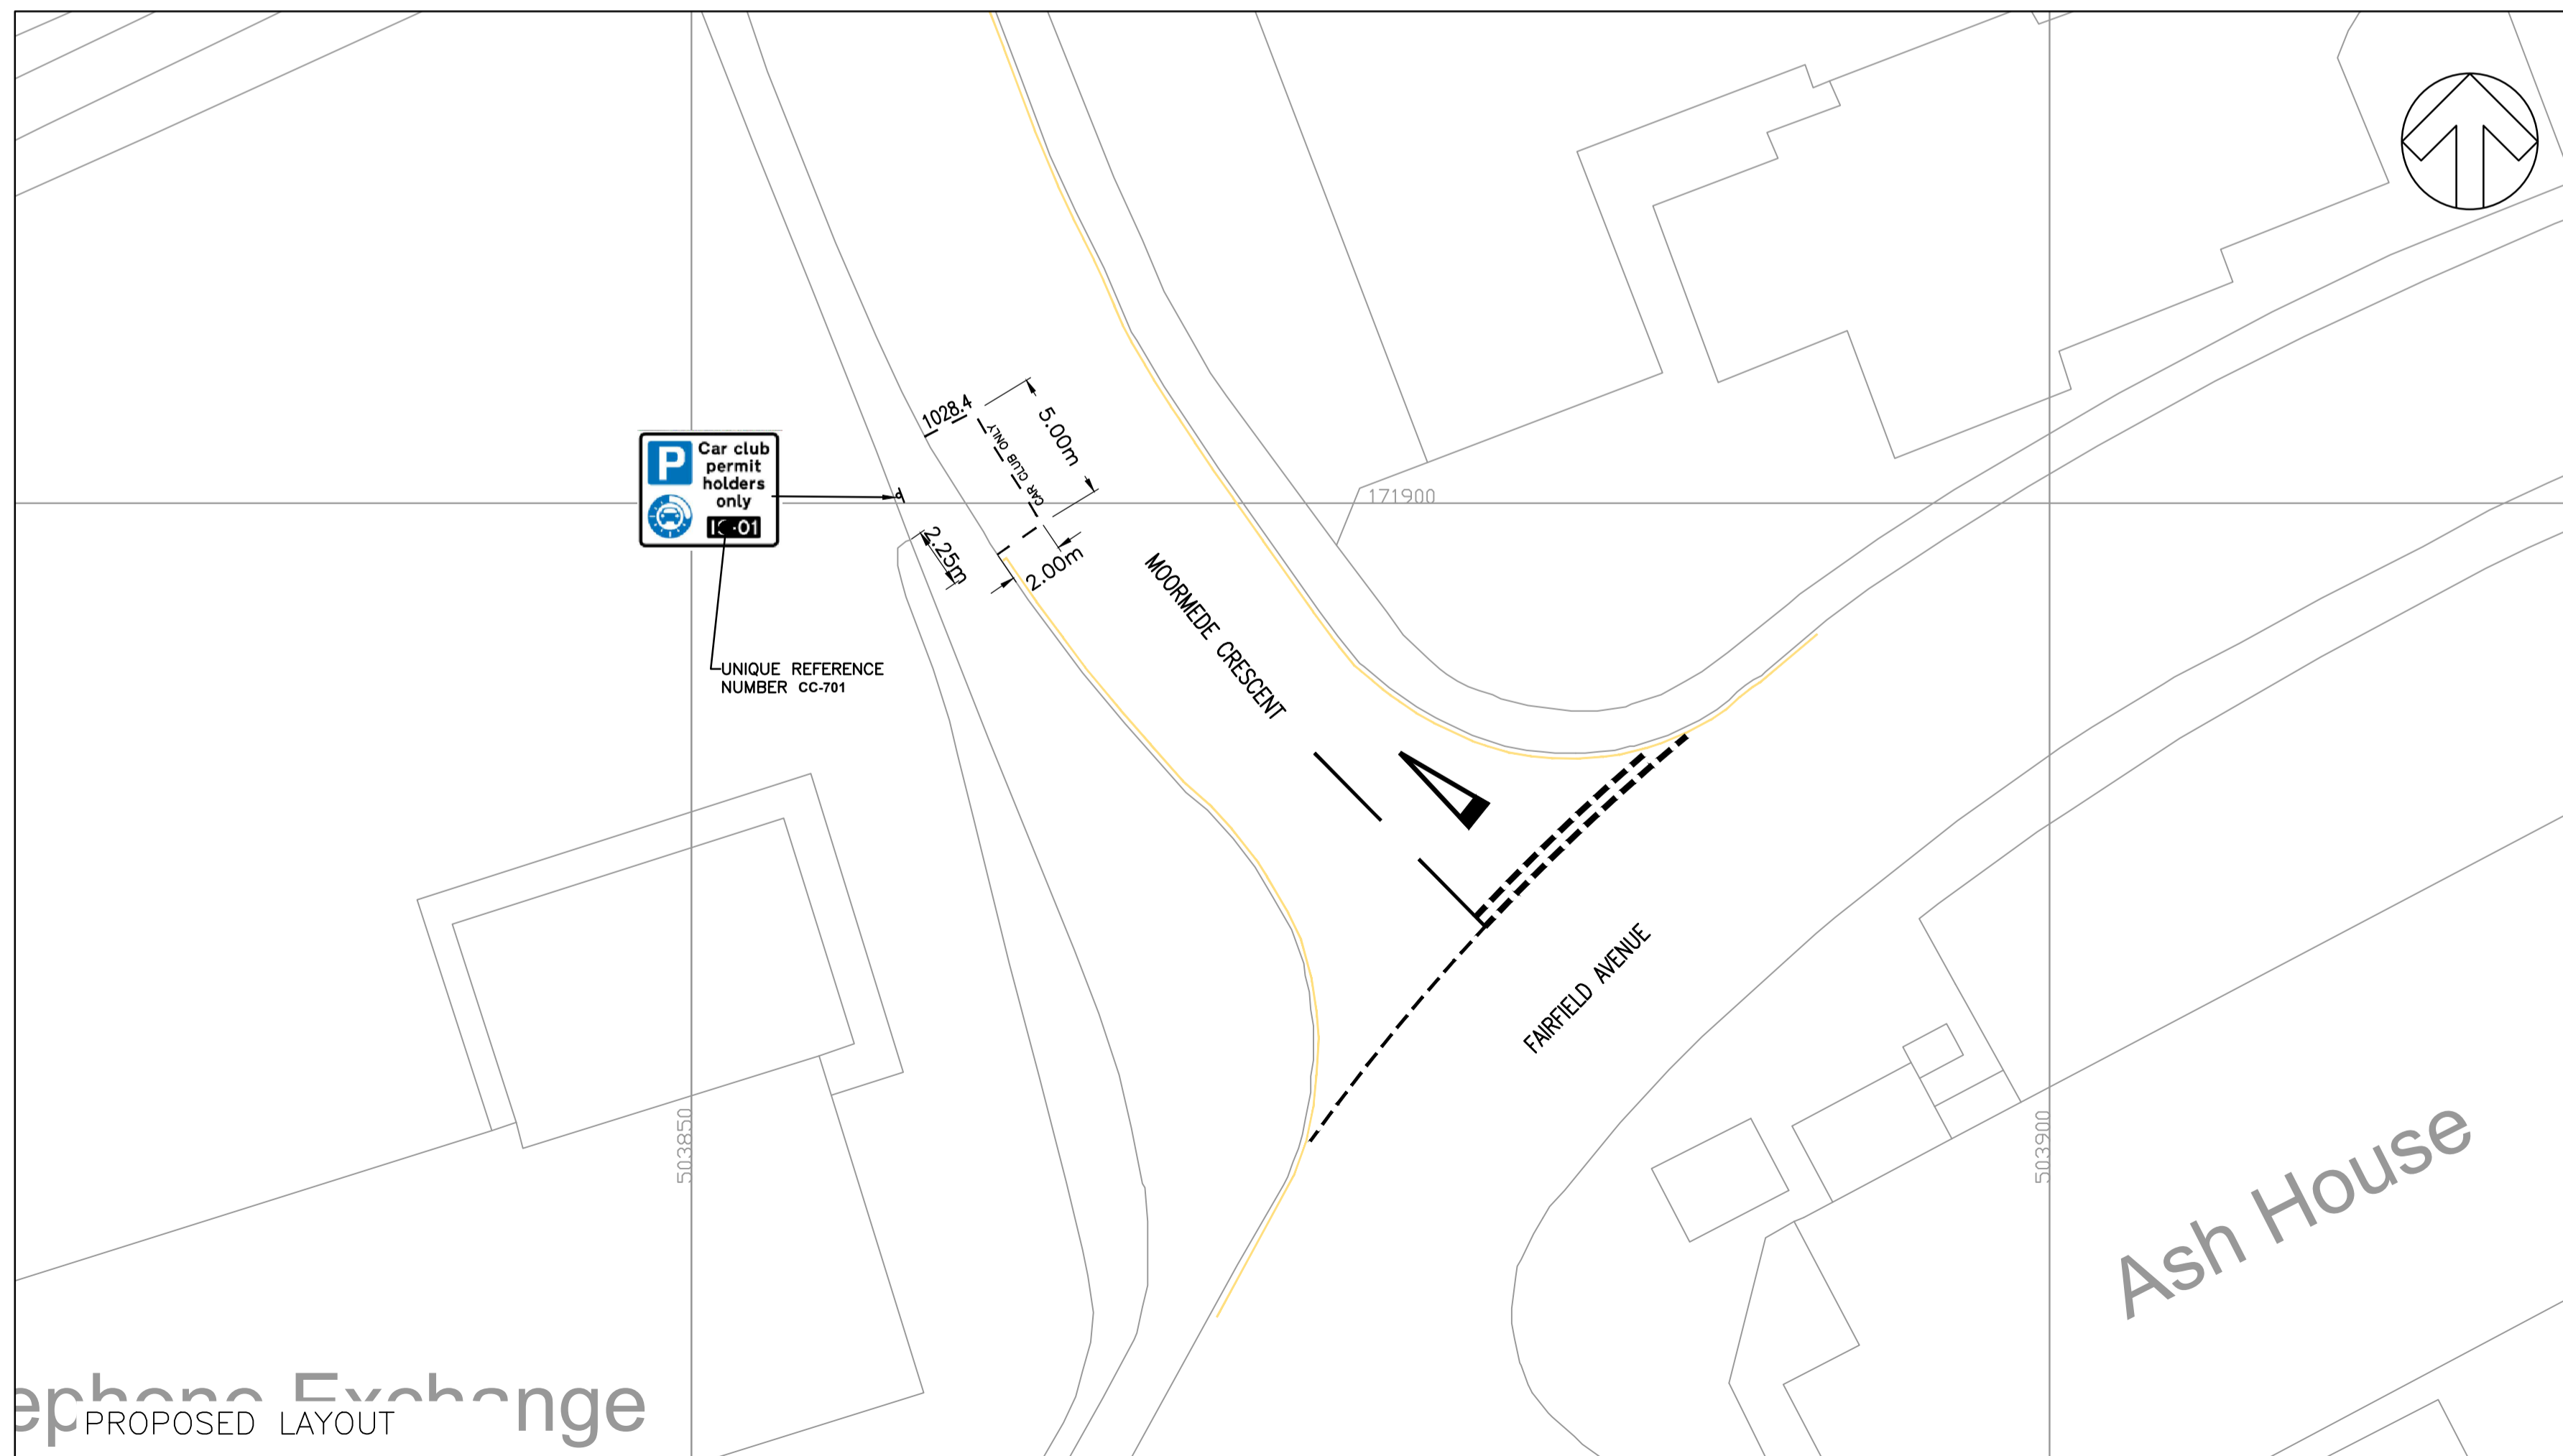 1028.4
CAR CLUB ONLY
5.00m
P
Car club
permit
holders
only
171900
2.25m
2.00m
MOORMEDE CRESCENT
UNIQUE REFERENCE
NUMBER CC-701
FAIRFIELD AVENUE
503850
503900
Ash House
Exchange
PROPOSED LAYOUT